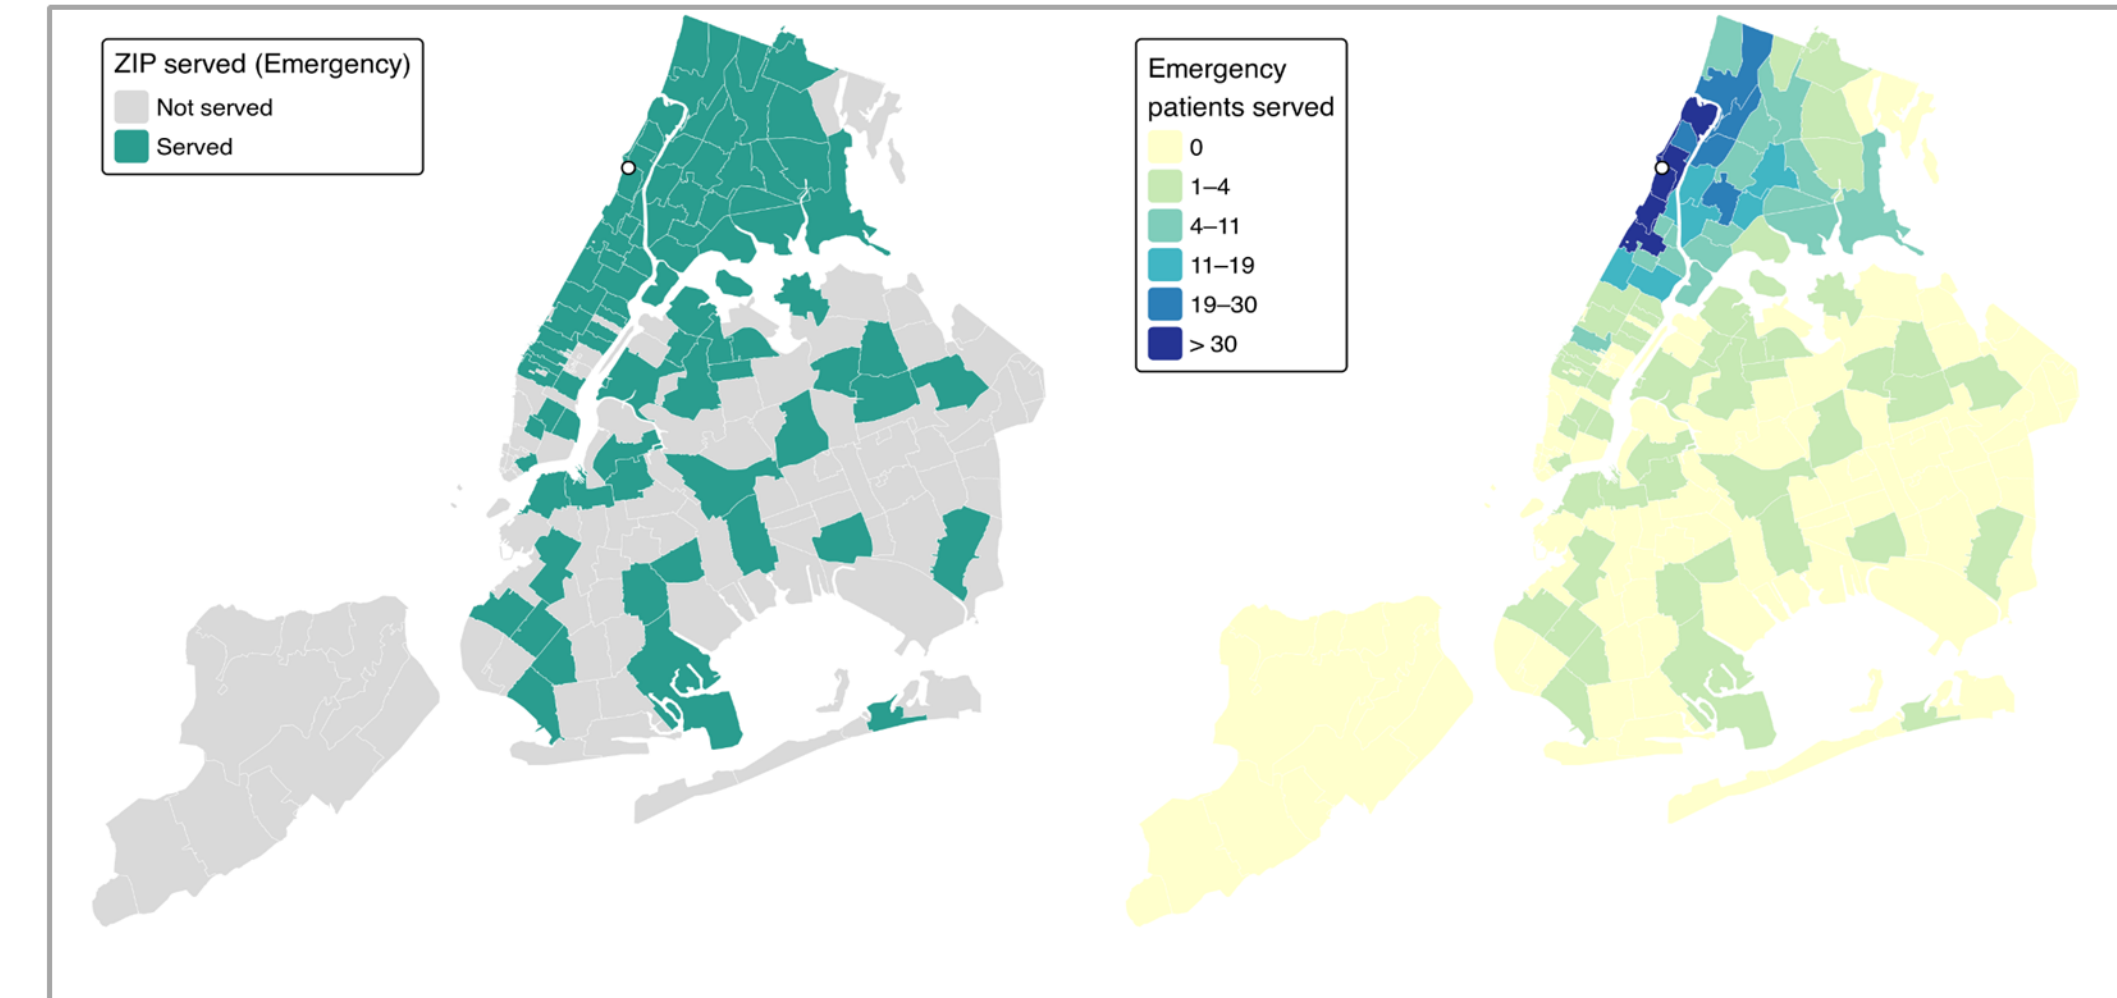 ZIP served (Emergency)
Not served
Served
Emergency
patients served
0
1–4
4–11
11–19
19–30
> 30